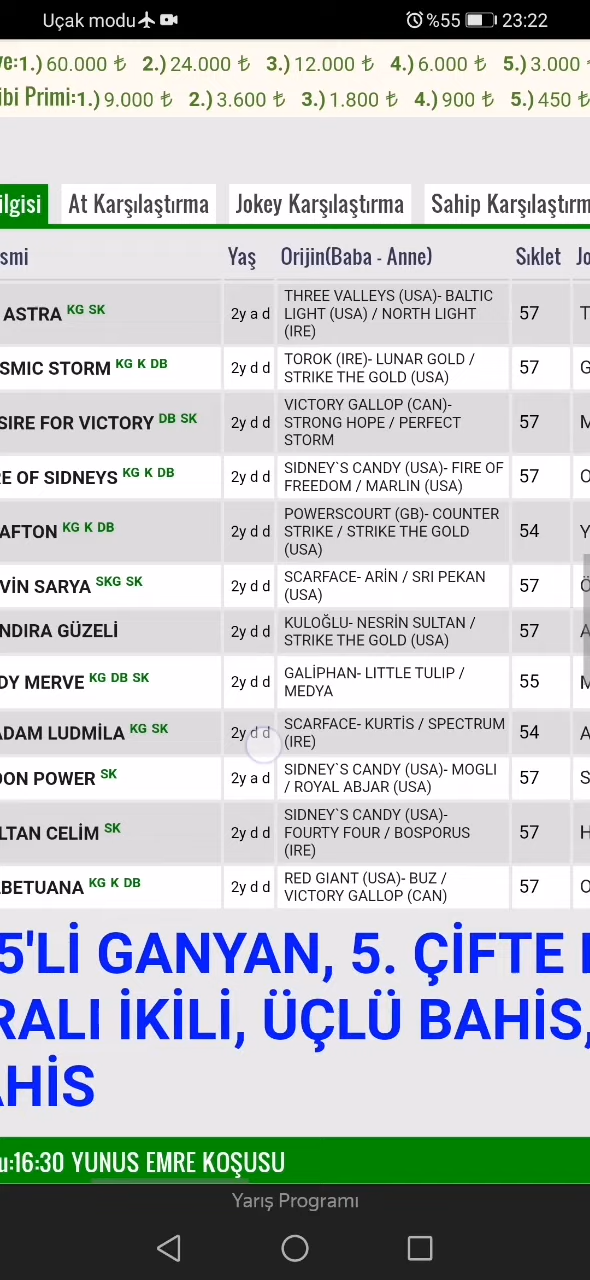 Uçak modu %55 23:22
ve:1.) 60.000 ₺ 2.) 24.000 ₺ 3.) 12.000 ₺ 4.) 6.000 ₺ 5.) 3.000
ibi Primi:1.) 9.000 ₺ 2.) 3.600 ₺ 3.) 1.800 ₺ 4.) 900 ₺ 5.) 450 ₺
ilgisi At Karşılaştırma Jokey Karşılaştırma Sahip Karşılaştırm
smi Yaş Orijin(Baba - Anne) Sıklet Jo
ASTRA KG SK 2y a d THREE VALLEYS (USA)- BALTIC 57 T
LIGHT (USA) / NORTH LIGHT
(IRE)
SMIC STORM KG K DB 2y d d TOROK (IRE)- LUNAR GOLD / 57 G
STRIKE THE GOLD (USA)
SIRE FOR VICTORY DB SK 2y d d VICTORY GALLOP (CAN)- 57 M
STRONG HOPE / PERFECT
STORM
RE OF SIDNEYS KG K DB 2y d d SIDNEY`S CANDY (USA)- FIRE OF 57 O
FREEDOM / MARLIN (USA)
AFTON KG K DB 2y d d POWERSCOURT (GB)- COUNTER 54 Y
STRIKE / STRIKE THE GOLD
(USA)
VİN SARYA SKG SK 2y d d SCARFACE- ARİN / SRI PEKAN 57 Ö
(USA)
NDIRA GÜZELİ 2y d d KULOĞLU- NESRİN SULTAN / 57 A
STRIKE THE GOLD (USA)
DY MERVE KG DB SK 2y d d GALİPHAN- LITTLE TULIP / 55 M
MEDYA
ADAM LUDMİLA KG SK 2y d d SCARFACE- KURTİS / SPECTRUM 54 A
(IRE)
OON POWER SK 2y a d SIDNEY`S CANDY (USA)- MOGLI 57 S
/ ROYAL ABJAR (USA)
LTAN CELİM SK 2y d d SIDNEY`S CANDY (USA)- 57 H
FOURTY FOUR / BOSPORUS
(IRE)
BETUANA KG K DB 2y d d RED GIANT (USA)- BUZ / 57 O
VICTORY GALLOP (CAN)
5'Lİ GANYAN, 5. ÇİFTE
RALI İKİLİ, ÜÇLÜ BAHİS,
AHİS
u:16:30 YUNUS EMRE KOŞUSU
Yarış Programı